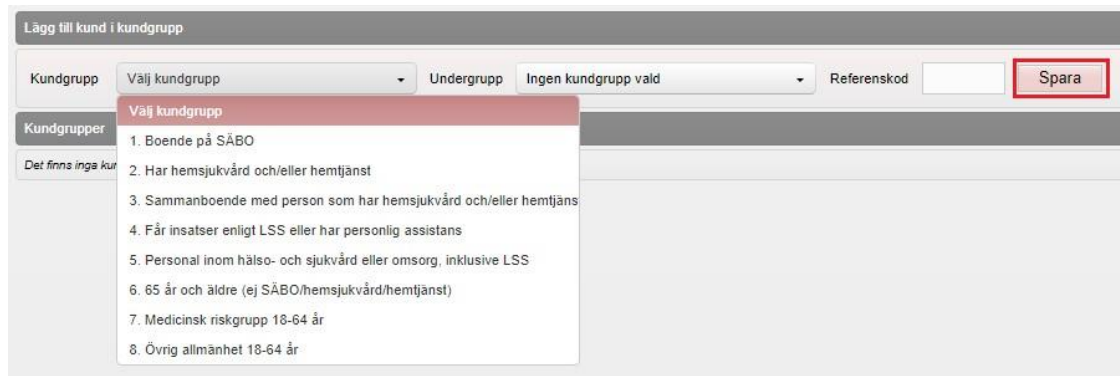 Lägg till kund i kundgrupp
Kundgrupp Välj kundgrupp Undergrupp Ingen kundgrupp vald Referenskod Spara
Välj kundgrupp
Kundgrupper
1. Boende på SÄBO
Det finns inga kun
2. Har hemsjukvård och/eller hemtjänst
3. Sammanboende med person som har hemsjukvård och/eller hemtjäns
4. Får insatser enligt LSS eller har personlig assistans
5. Personal inom hälso- och sjukvård eller omsorg, inklusive LSS
6. 65 år och äldre (ej SÄBO/hemsjukvård/hemtjänst)
7. Medicinsk riskgrupp 18-64 år
8. Övrig allmänhet 18-64 år